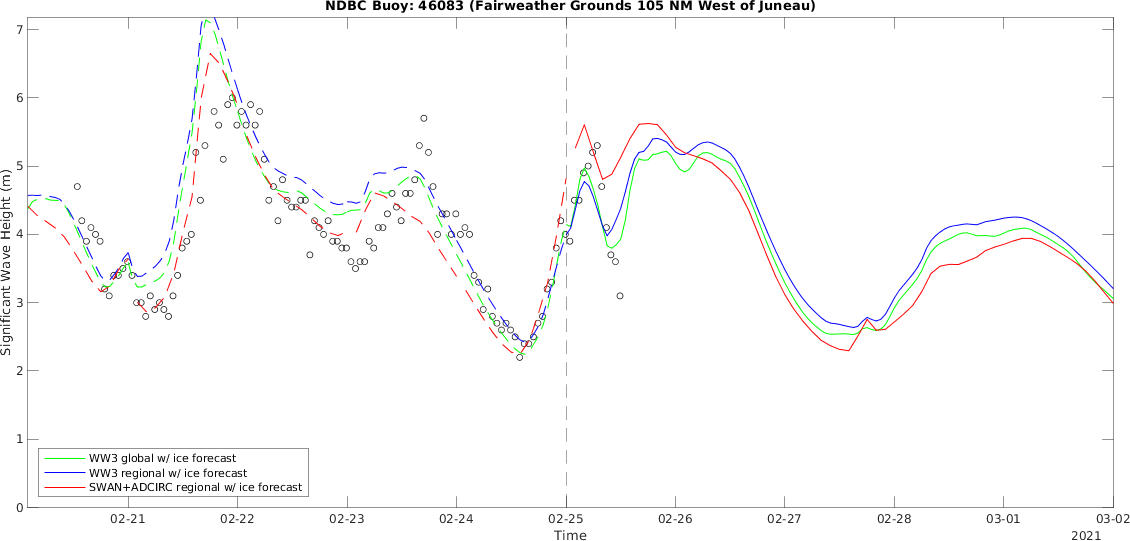 NDBC Buoy: 46083 (Fairweather Grounds 105 NM West of Juneau)
Significant Wave Height (m)
7
6
5
4
3
2
1
0
WW3 global w/ ice forecast
WW3 regional w/ ice forecast
SWAN+ADCIRC regional w/ ice forecast
02-21 02-22 02-23 02-24 02-25 02-26 02-27 02-28 03-01 03-02
Time
2021